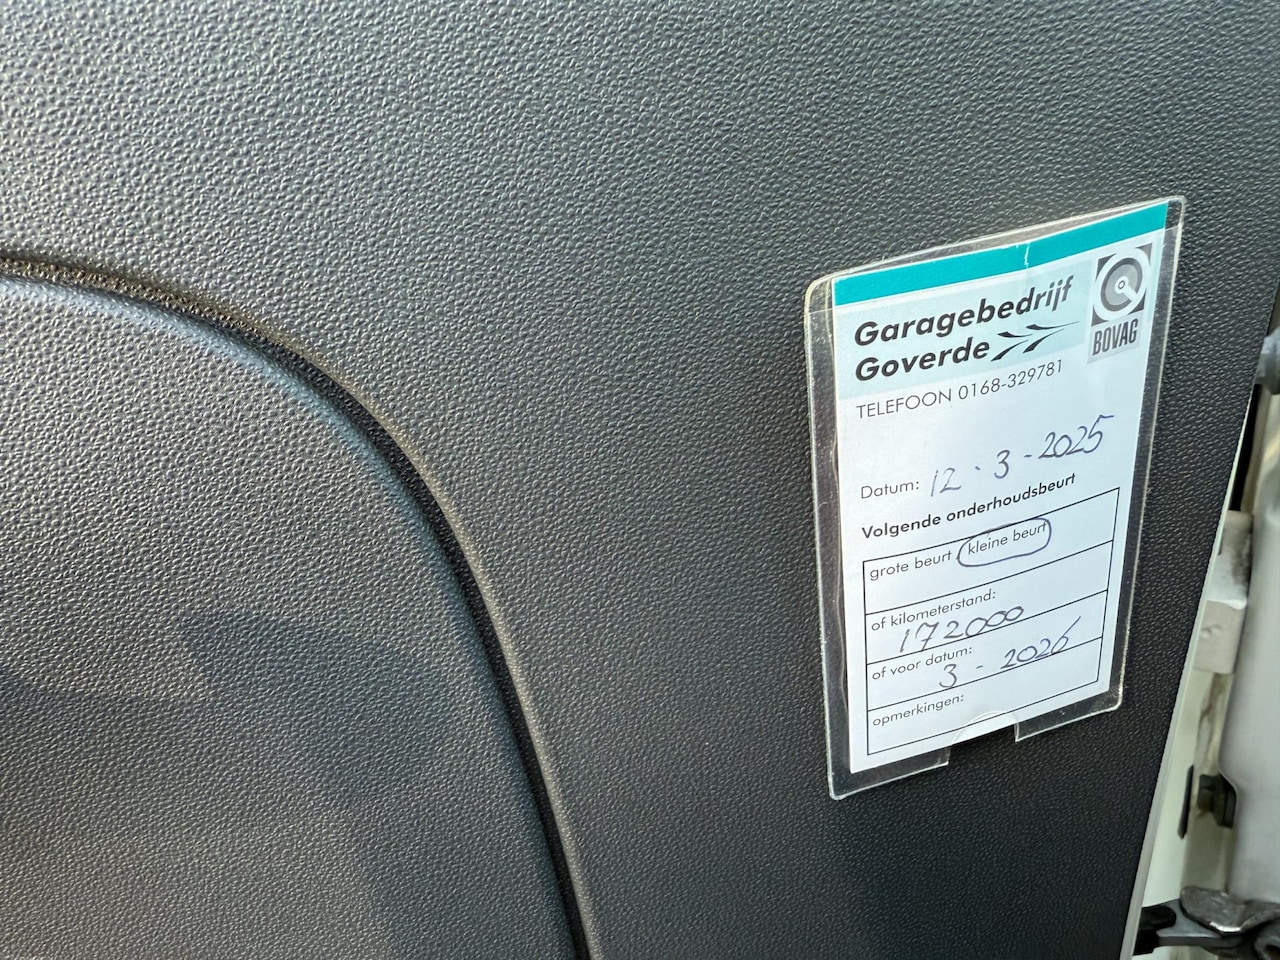 Garagebedrijf
Goverde
BOVAG
TELEFOON 0168-329781
Datum: 12-3-2025
Volgende onderhoudsbeurt
grote beurt / kleine beurt
of kilometerstand:
172000
of voor datum:
3-2026
opmerkingen: